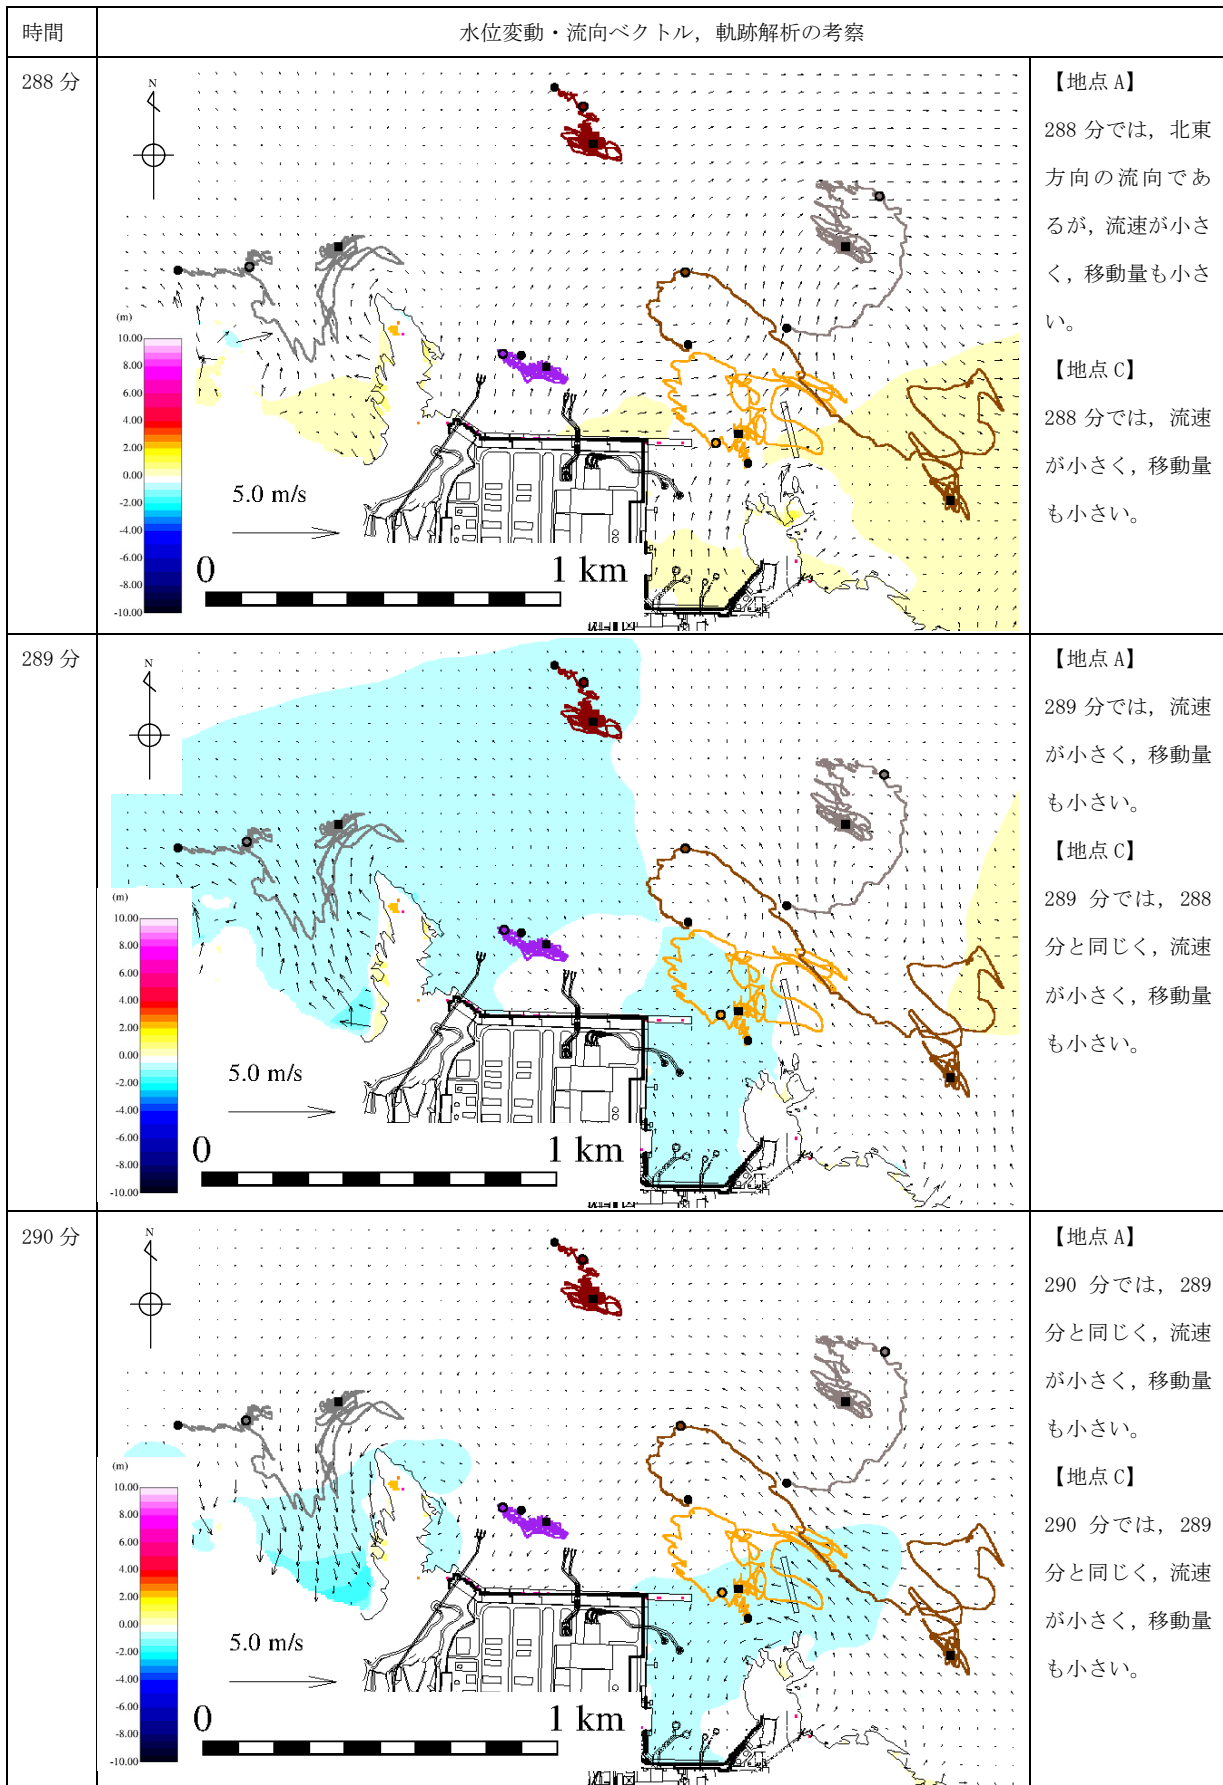 時間
水位変動・流向ベクトル，軌跡解析の考察
288 分
N
(m)
10.00
8.00
6.00
4.00
2.00
0.00
-2.00
-4.00
-6.00
-8.00
-10.00
5.0 m/s
0
1 km
【地点 A】
288 分では，北東
方向の流向であ
るが，流速が小さ
く，移動量も小さ
い。
【地点 C】
288 分では，流速
が小さく，移動量
も小さい。
289 分
N
(m)
10.00
8.00
6.00
4.00
2.00
0.00
-2.00
-4.00
-6.00
-8.00
-10.00
5.0 m/s
0
1 km
【地点 A】
289 分では，流速
が小さく，移動量
も小さい。
【地点 C】
289 分では，288
分と同じく，流速
が小さく，移動量
も小さい。
290 分
N
(m)
10.00
8.00
6.00
4.00
2.00
0.00
-2.00
-4.00
-6.00
-8.00
-10.00
5.0 m/s
0
1 km
【地点 A】
290 分では，289
分と同じく，流速
が小さく，移動量
も小さい。
【地点 C】
290 分では，289
分と同じく，流速
が小さく，移動量
も小さい。